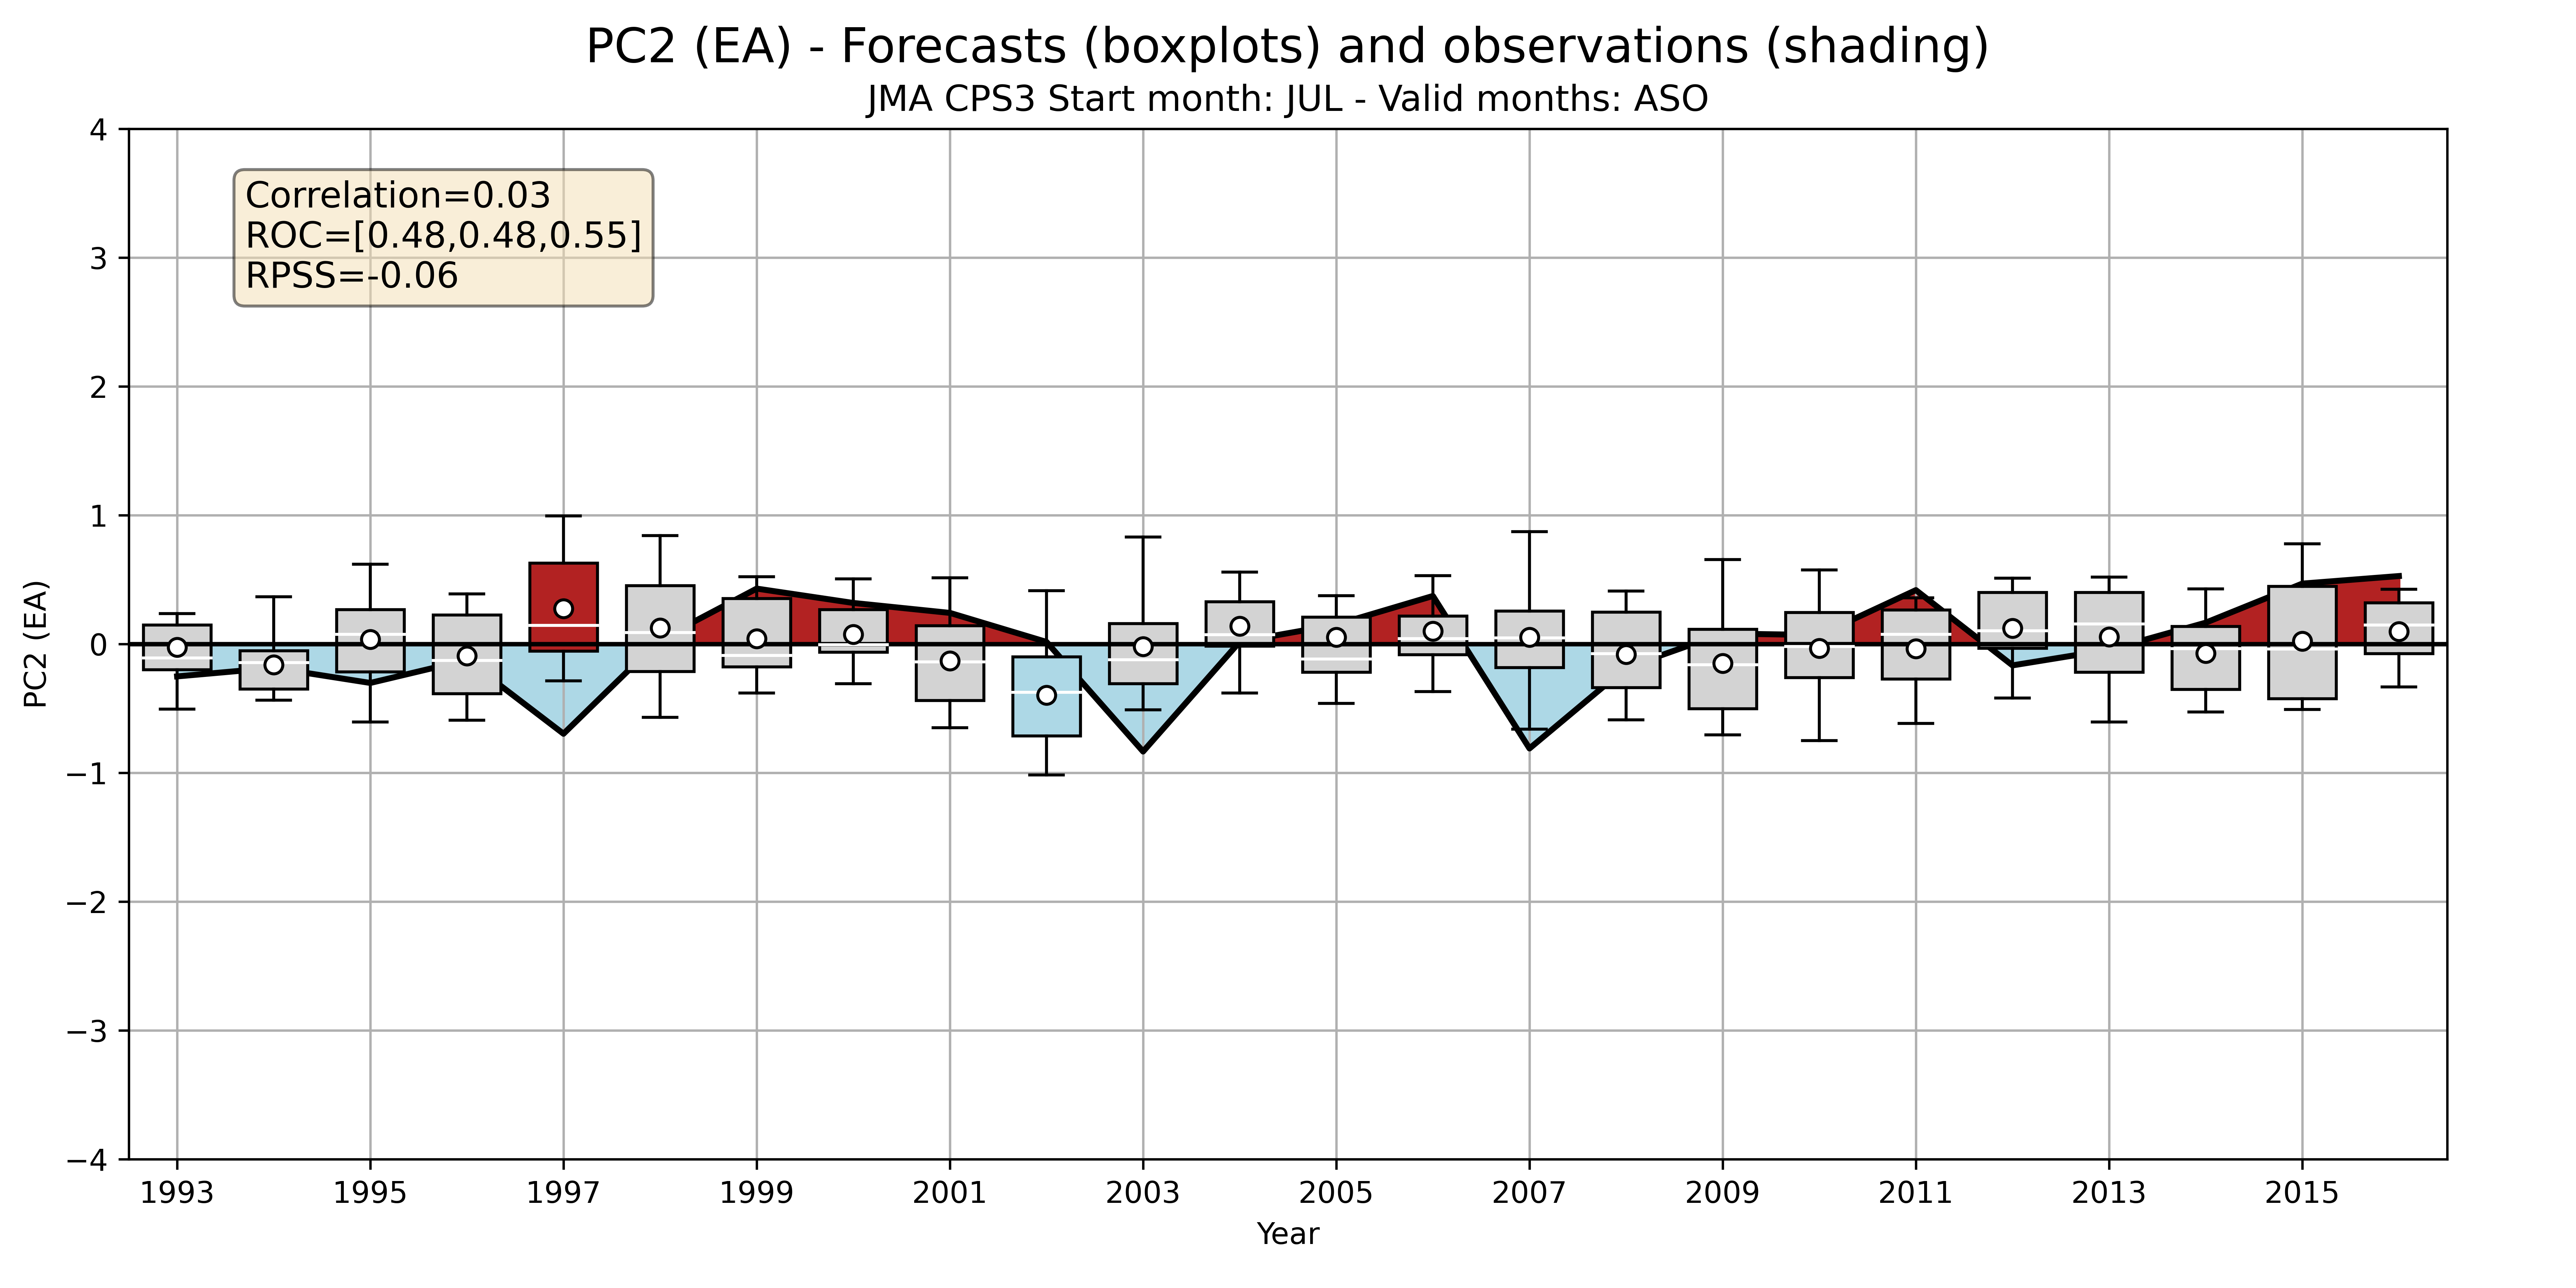 PC2 (EA) - Forecasts (boxplots) and observations (shading)
JMA CPS3 Start month: JUL - Valid months: ASO
Correlation=0.03
ROC=[0.48,0.48,0.55]
RPSS=-0.06
PC2 (EA)
4
3
2
1
0
−1
−2
−3
−4
1993 1995 1997 1999 2001 2003 2005 2007 2009 2011 2013 2015
Year